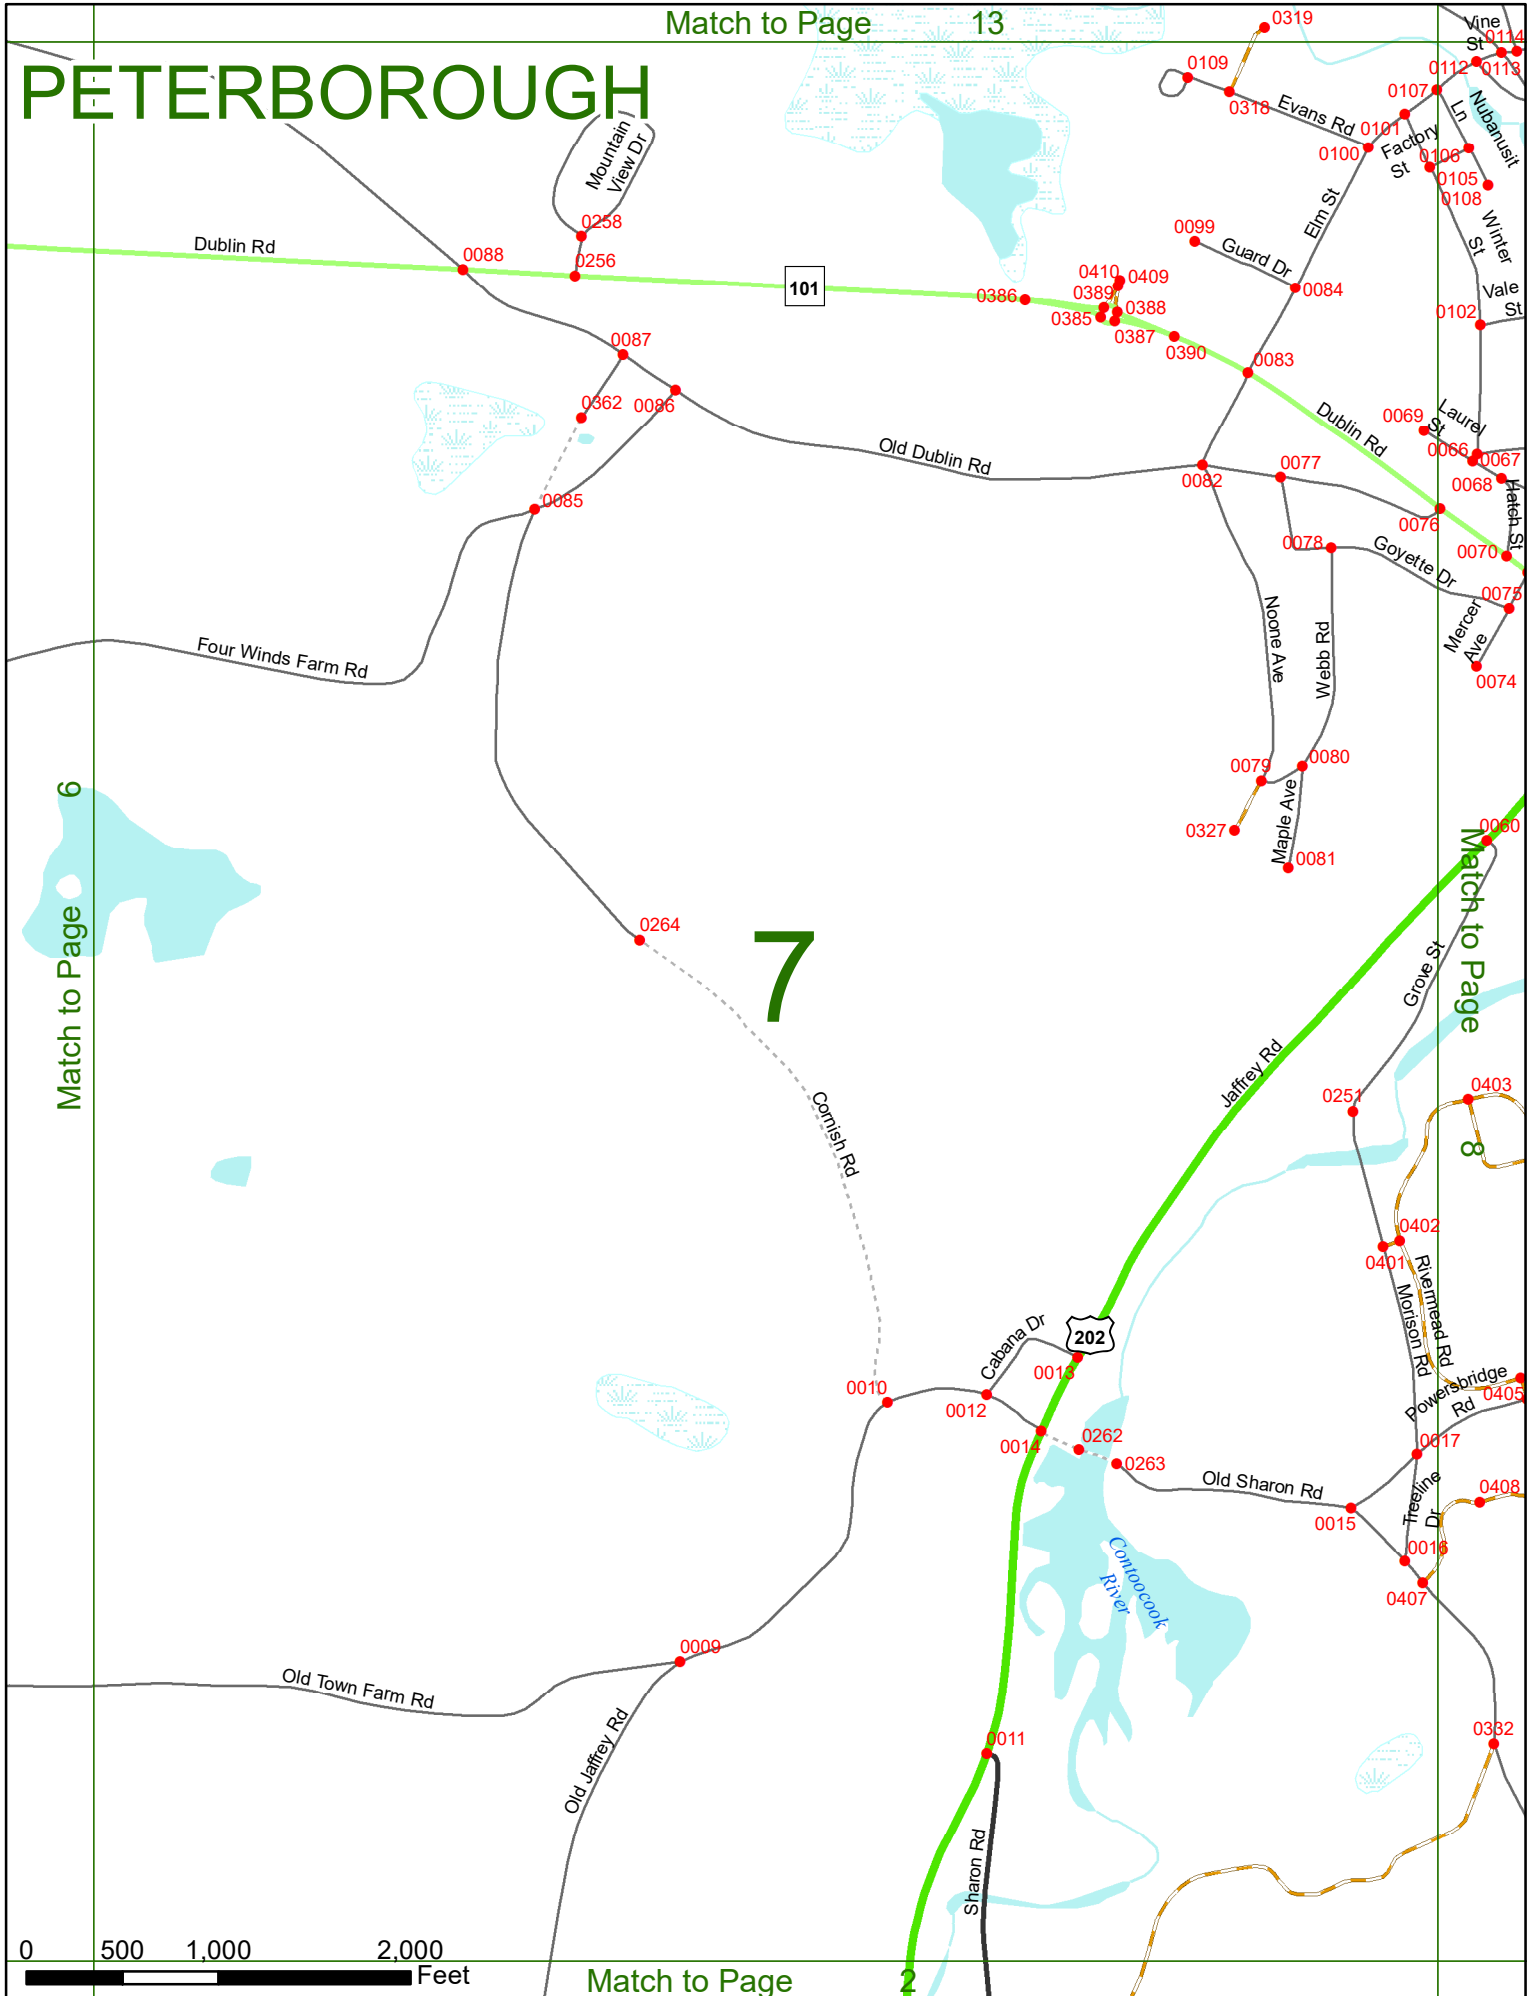 Match to Page 13
PETERBOROUGH
0319
Vine
St
0114
0109
0112
0113
0107
0318
Evans Rd
Ln
Nubanusit
0101
Factory
St
0100
0106
0105
0108
Mountain
View Dr
Elm St
Winter
St
0258
0099
Guard Dr
Dublin Rd
0088
0256
101
0410
0409
0084
Vale
St
0386
0389
0388
0385
0387
0102
0390
0087
0083
0362
0086
Dublin Rd
0069
Laurel
St
0066
0067
Old Dublin Rd
0082
0077
0068
Hatch St
0085
0076
0078
Goyette Dr
0070
0075
Noone Ave
Webb Rd
Mercer
Ave
Four Winds Farm Rd
0074
0079
0080
Maple Ave
0327
0081
0060
Match to Page 6
Match to Page 8
0264
7
Grove St
Jaffrey Rd
Cornish Rd
0251
0403
0402
0401
Rivermead Rd
Morison Rd
202
Cabana Dr
0013
0010
0012
Powersbridge
Rd
0405
0014
0262
0017
0263
Old Sharon Rd
Treeline
Dr
0408
0015
0016
Contoocook
River
0407
0009
Old Town Farm Rd
Old Jaffrey Rd
0011
0332
Sharon Rd
0 500 1,000 2,000
Feet
Match to Page 2